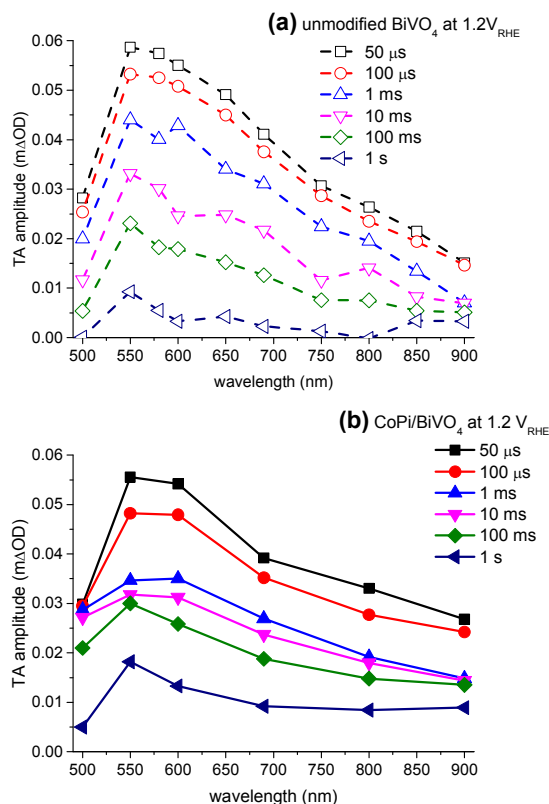 (a) unmodified BiVO₄ at 1.2V_RHE
50 μs
100 μs
1 ms
10 ms
100 ms
1 s
0.06
0.05
0.04
0.03
0.02
0.01
0.00
TA amplitude (m∆OD)
500 550 600 650 700 750 800 850 900
wavelength (nm)
(b) CoPi/BiVO₄ at 1.2 V_RHE
50 μs
100 μs
1 ms
10 ms
100 ms
1 s
0.06
0.05
0.04
0.03
0.02
0.01
0.00
TA amplitude (m∆OD)
500 550 600 650 700 750 800 850 900
wavelength (nm)